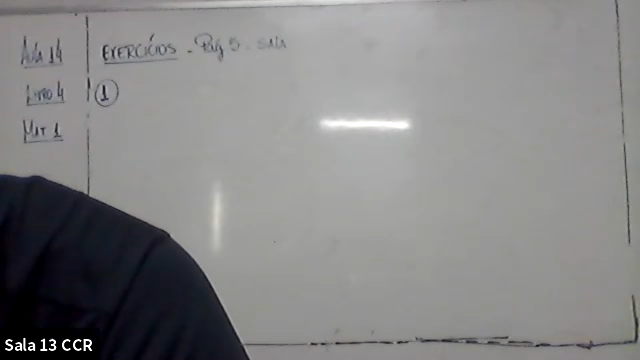 Aula 14
Livro 4
Mat 1
EXERCÍCIOS - Pág 5 - SALA
1
Sala 13 CCR